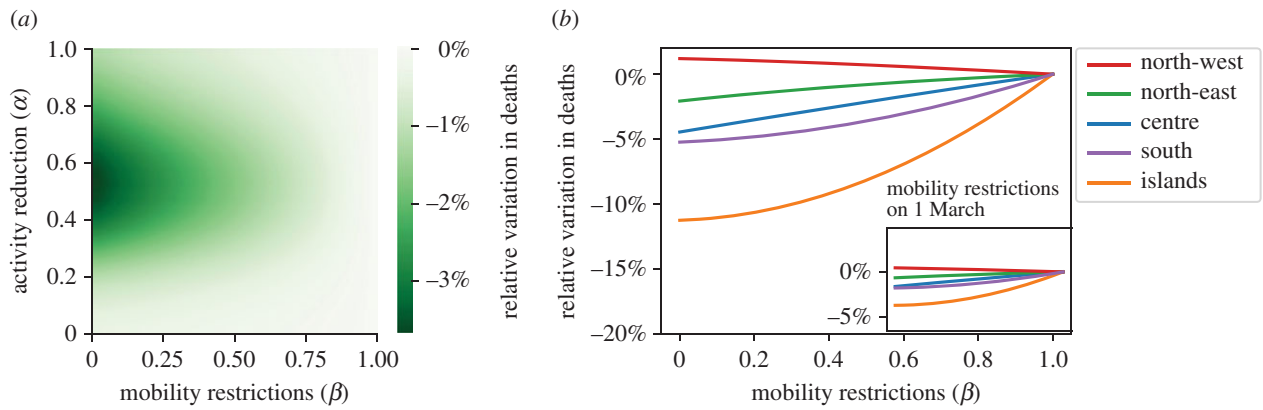 (a)
1.0
0.8
0.6
0.4
0.2
0
activity reduction (α)
0
0.25
0.50
0.75
1.00
mobility restrictions (β)
0%
−1%
−2%
−3%
relative variation in deaths
(b)
0%
−5%
−10%
−15%
−20%
relative variation in deaths
0
0.2
0.4
0.6
0.8
1.0
mobility restrictions (β)
mobility restrictions
on 1 March
0%
−5%
north-west
north-east
centre
south
islands